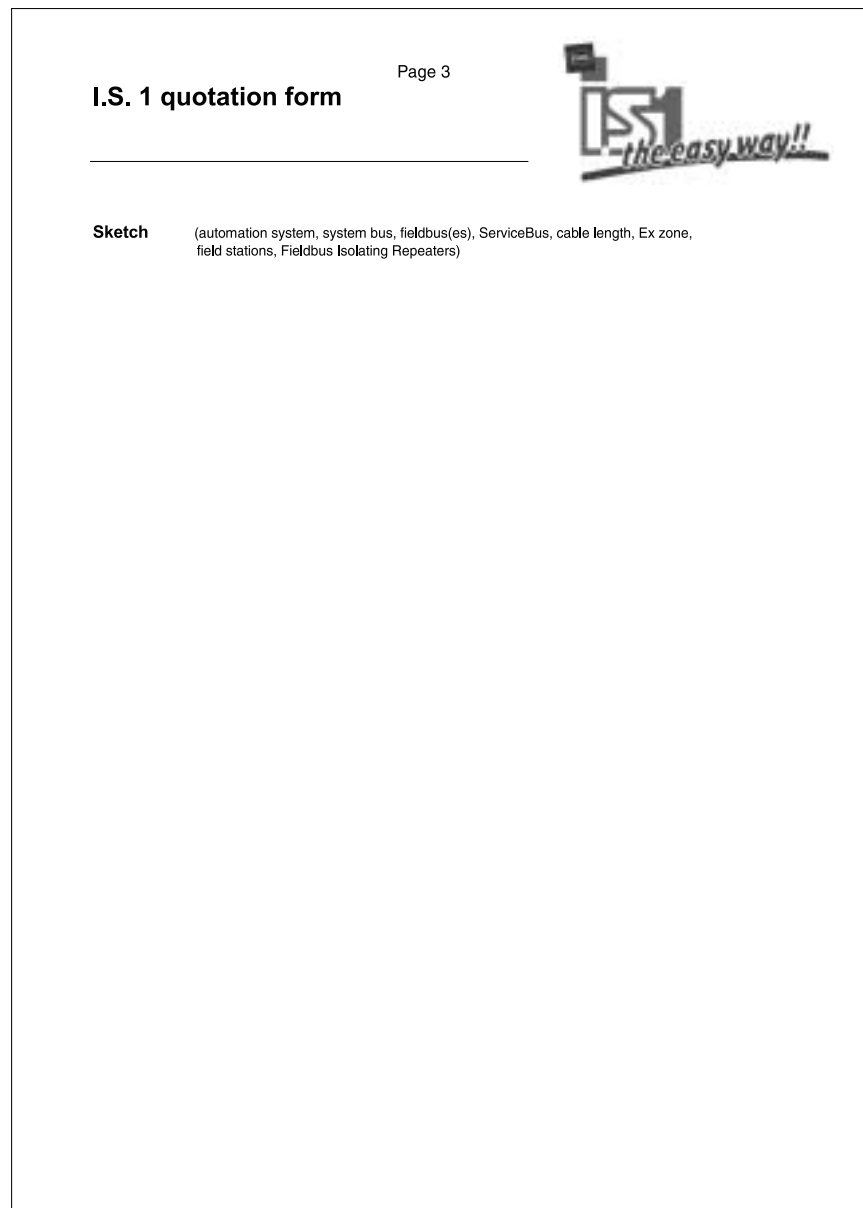 Page 3
I.S. 1 quotation form
IS1
the easy way!!
Sketch (automation system, system bus, fieldbus(es), ServiceBus, cable length, Ex zone,
field stations, Fieldbus Isolating Repeaters)